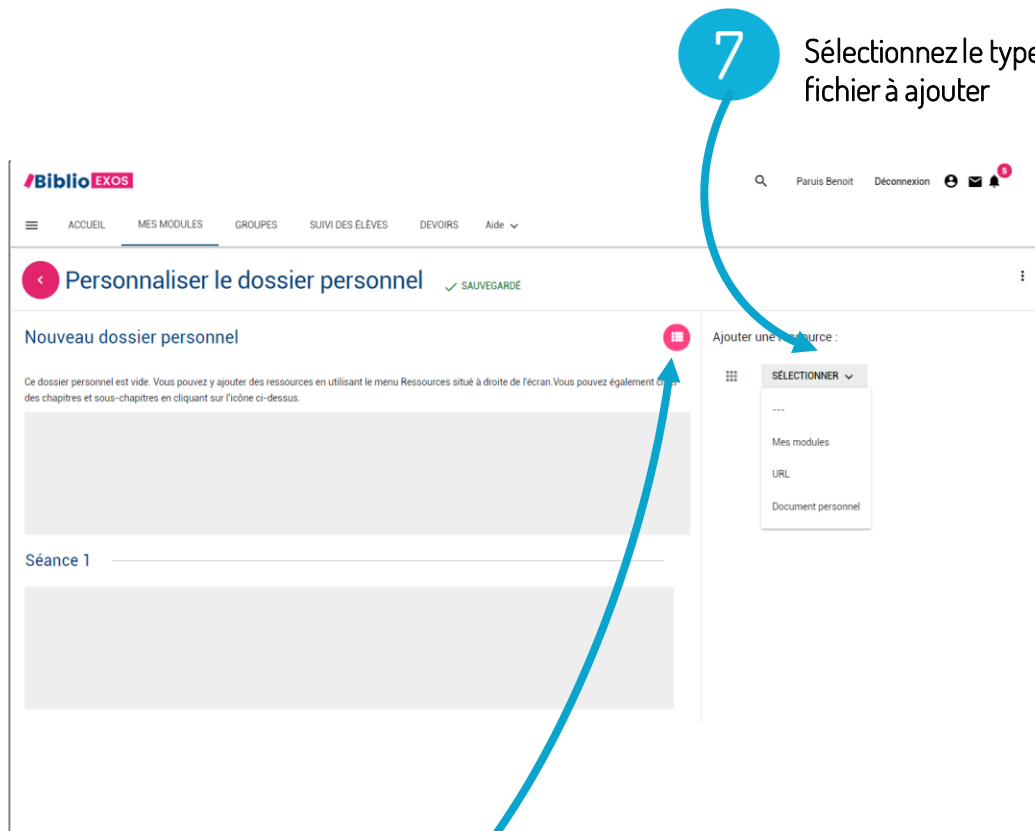 7
Sélectionnez le type
fichier à ajouter
/Biblio EXOS
Paruis Benoit Déconnexion 5
ACCUEIL MES MODULES GROUPES SUIVI DES ÉLÈVES DEVOIRS Aide
Personnaliser le dossier personnel SAUVEGARDÉ
Nouveau dossier personnel
Ce dossier personnel est vide. Vous pouvez y ajouter des ressources en utilisant le menu Ressources situé à droite de l'écran.Vous pouvez également
des chapitres et sous-chapitres en cliquant sur l'icône ci-dessus.
Séance 1
Ajouter une ressource :
SÉLECTIONNER
---
Mes modules
URL
Document personnel